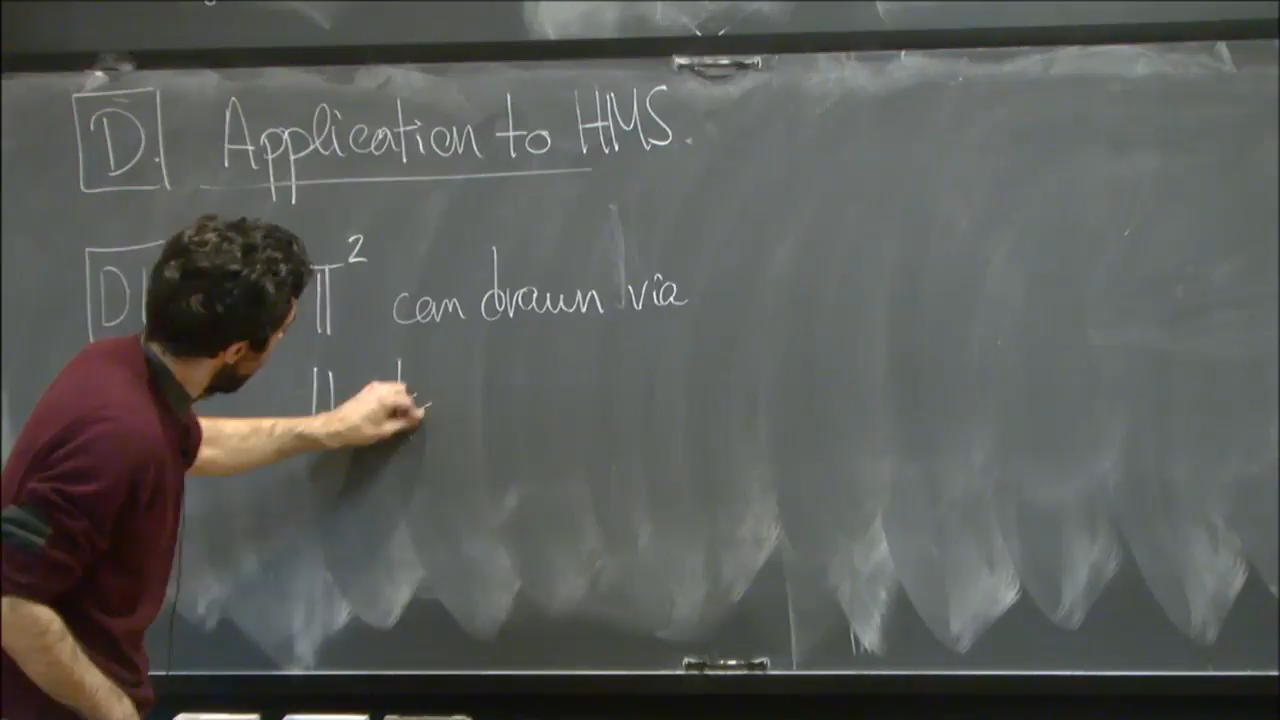 D. Application to HMS.
D 𝕋² can drawn via